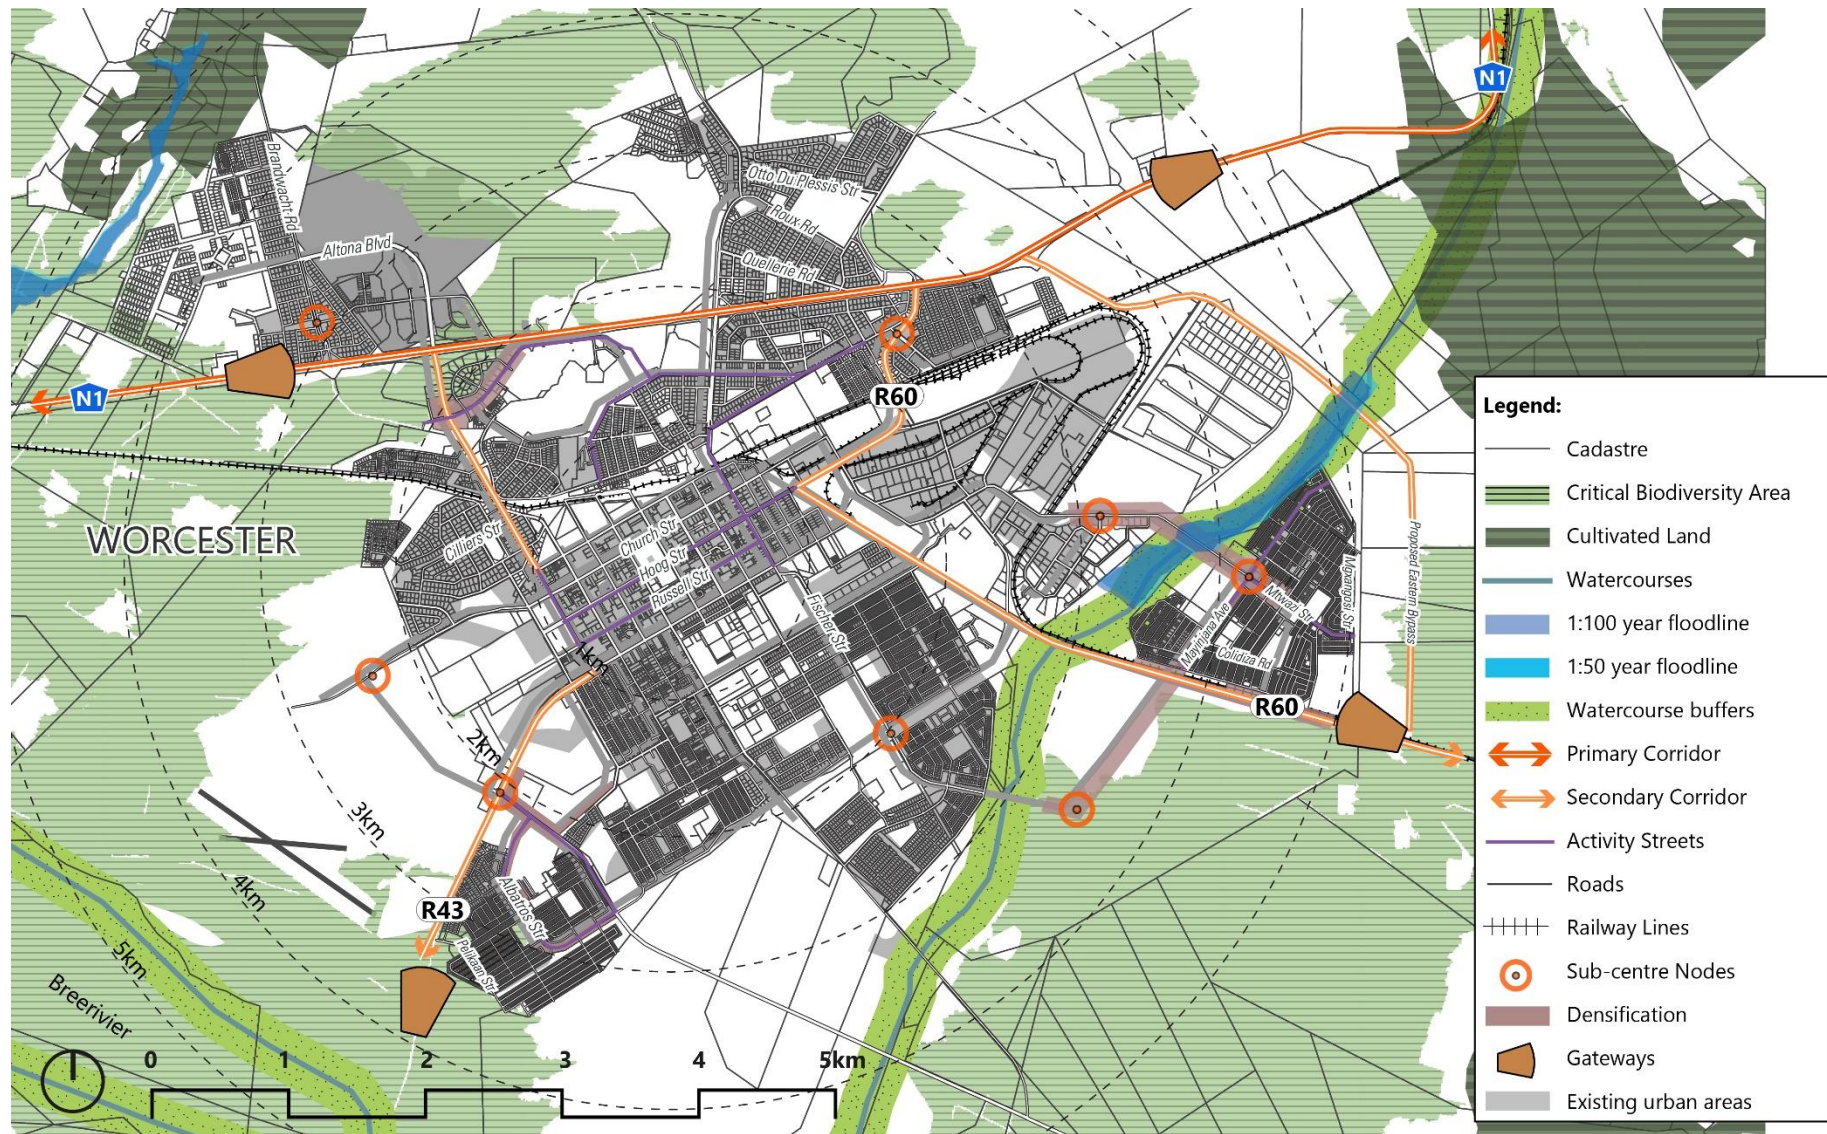 N1
Brandwacht Rd
Otto Du Plessis Str
Roux Rd
Altona Blvd
Quellerie Rd
N1
R60
WORCESTER
Cilliers Str
Church Str
Hoog Str
Russell Str
Fischer Str
Mayinjana Ave
Mtwazi Str
Mgnangosi Str
Colidiza Rd
Proposed Eastern Bypass
R60
1km
2km
3km
4km
5km
R43
Albatros Str
Pelikaan Str
Breerivier
0 1 2 3 4 5km
Legend:
Cadastre
Critical Biodiversity Area
Cultivated Land
Watercourses
1:100 year floodline
1:50 year floodline
Watercourse buffers
Primary Corridor
Secondary Corridor
Activity Streets
Roads
Railway Lines
Sub-centre Nodes
Densification
Gateways
Existing urban areas